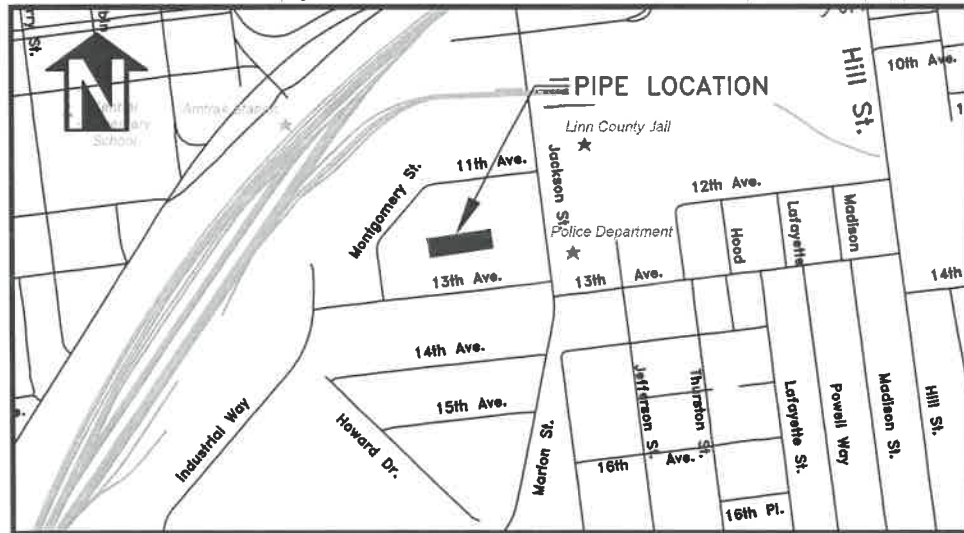 Hill St.
10th Ave.
N
PIPE LOCATION
Amtrak Station
School
Linn County Jail
Jackson St.
11th Ave.
Montgomery St.
12th Ave.
Madison
Lafayette
Hood
Police Department
13th Ave.
13th Ave.
14th
14th Ave.
15th Ave.
Industrial Way
Howard Dr.
Marion St.
Jefferson St.
Thurston St.
Lafayette St.
Powell Way
Madison St.
Hill St.
16th Ave.
16th Pl.